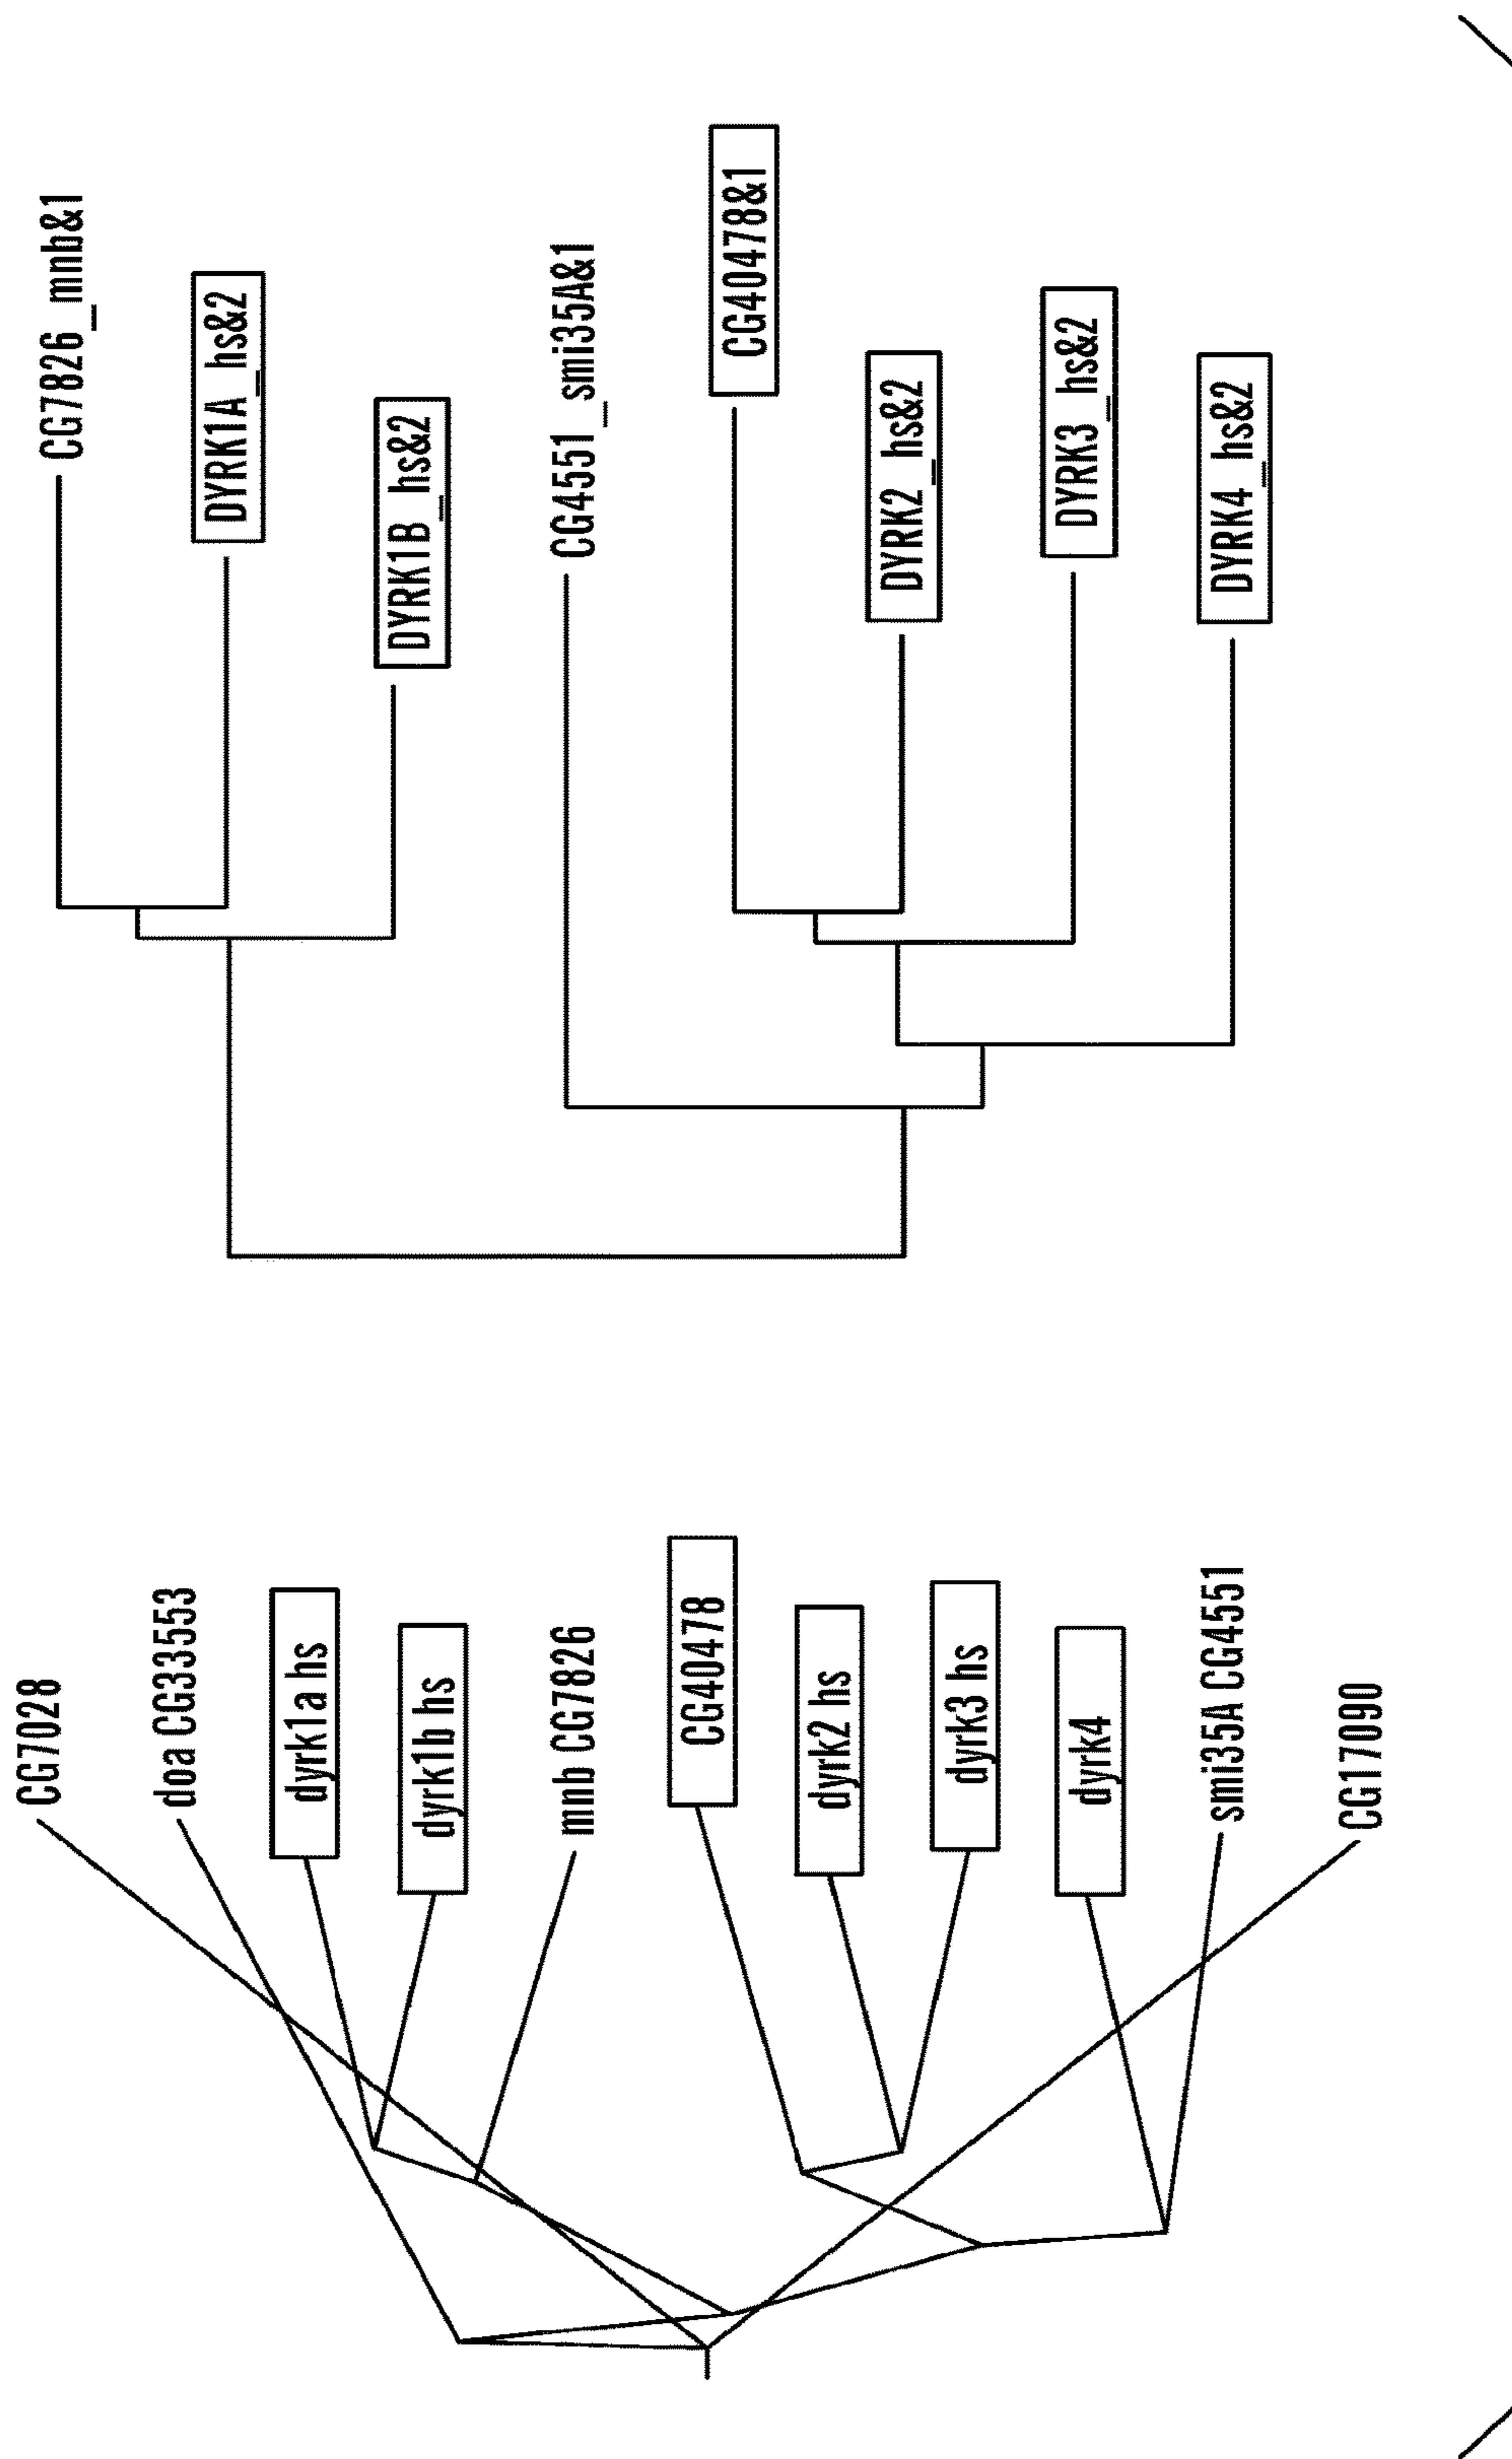 CG7028
doa CG33553
dyrk1a hs
dyrk1b hs
mnb CG7826
CG40478
dyrk2 hs
dyrk3 hs
dyrk4
smi35A CG4551
CG17090
CG7826_mnb&1
DYRK1A_hs&2
DYRK1B_hs&2
CG4551_smi35A&1
CG40478&1
DYRK2_hs&2
DYRK3_hs&2
DYRK4_hs&2